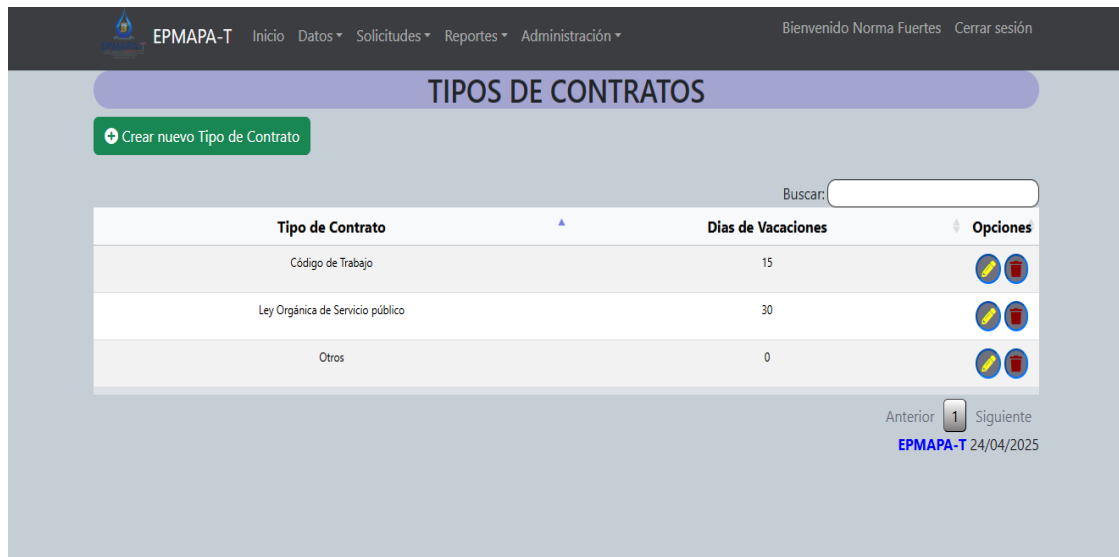 EPMAPA-T Inicio Datos Solicitudes Reportes Administración Bienvenido Norma Fuertes Cerrar sesión
TIPOS DE CONTRATOS
Crear nuevo Tipo de Contrato
Buscar:
Tipo de Contrato Dias de Vacaciones Opciones
Código de Trabajo 15
Ley Orgánica de Servicio público 30
Otros 0
Anterior 1 Siguiente
EPMAPA-T 24/04/2025